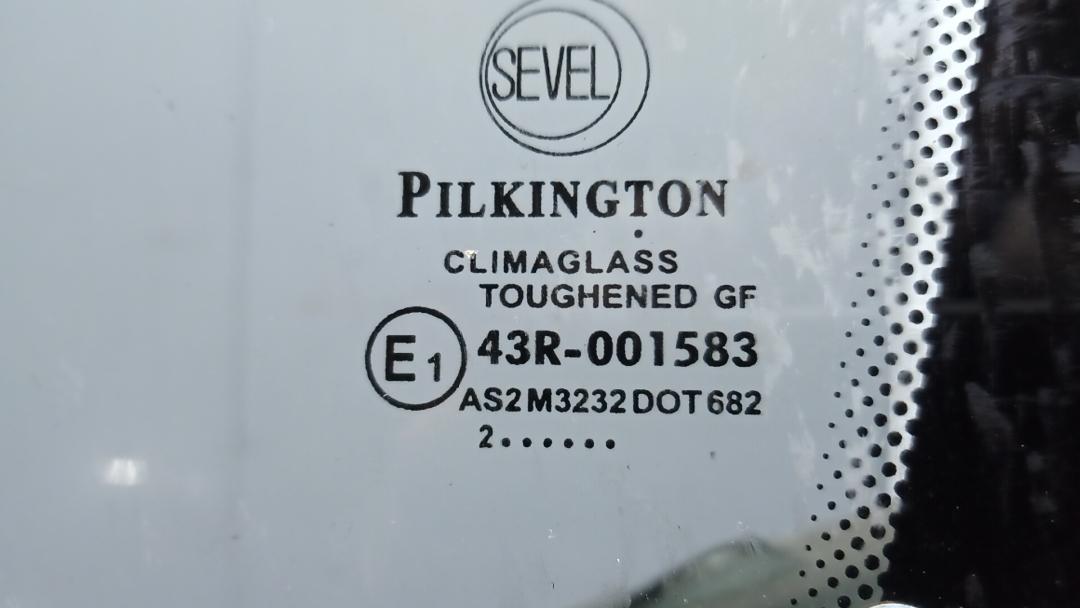 SEVEL
PILKINGTON
CLIMAGLASS
TOUGHENED GF
E1 43R-001583
AS2 M3232 DOT 682
2......